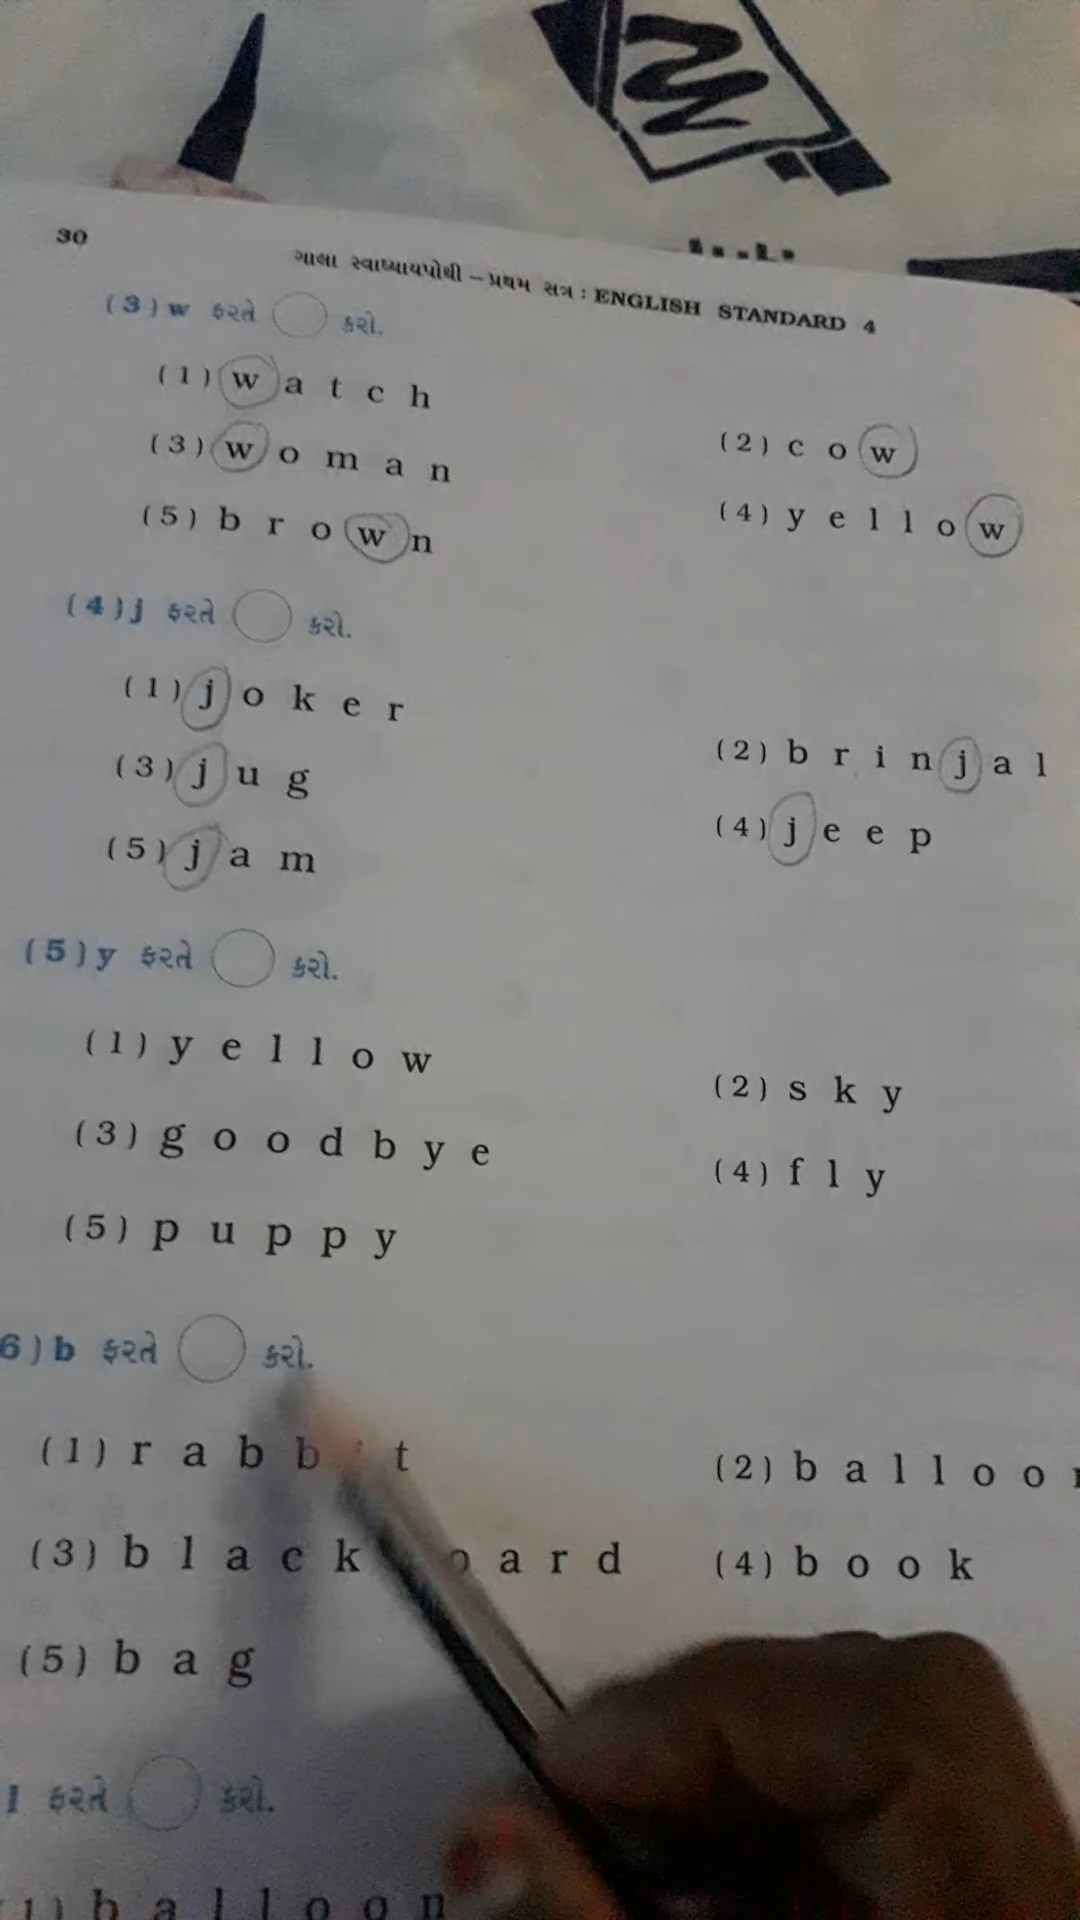 30
ગાલા સ્વાધ્યાયપોથી – પ્રથમ સત્ર : ENGLISH STANDARD 4
(3) w ફરતે ◯ કરો.
(1) w a t c h
(2) c o w
(3) w o m a n
(4) y e l l o w
(5) b r o w n
(4) j ફરતે ◯ કરો.
(1) j o k e r
(2) b r i n j a l
(3) j u g
(4) j e e p
(5) j a m
(5) y ફરતે ◯ કરો.
(1) y e l l o w
(2) s k y
(3) g o o d b y e
(4) f l y
(5) p u p p y
6) b ફરતે ◯ કરો.
(1) r a b b i t
(2) b a l l o o n
(3) b l a c k b o a r d
(4) b o o k
(5) b a g
l ફરતે ◯ કરો.
(1) b a l l o o n